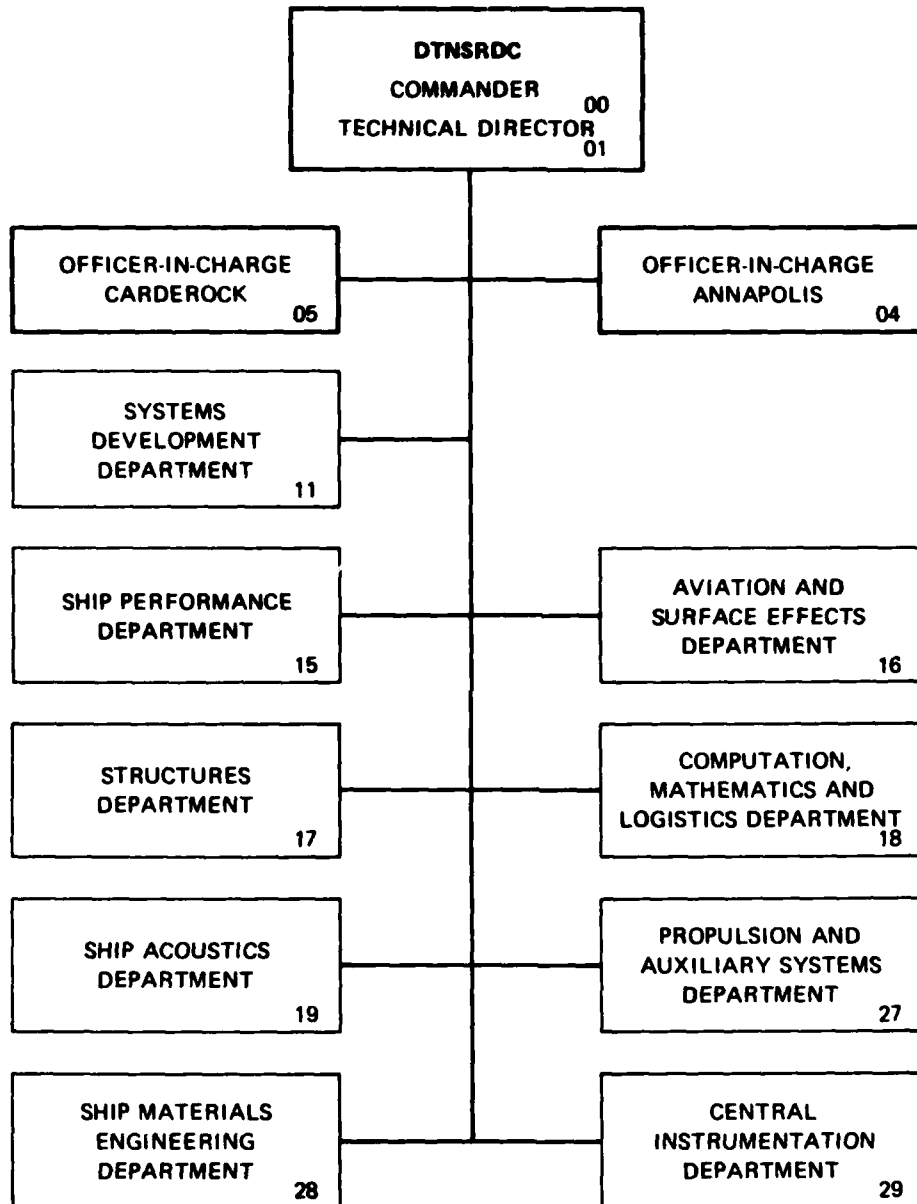 DTNSRDC
COMMANDER
00
TECHNICAL DIRECTOR
01
OFFICER-IN-CHARGE
CARDEROCK
05
OFFICER-IN-CHARGE
ANNAPOLIS
04
SYSTEMS
DEVELOPMENT
DEPARTMENT
11
SHIP PERFORMANCE
DEPARTMENT
15
AVIATION AND
SURFACE EFFECTS
DEPARTMENT
16
STRUCTURES
DEPARTMENT
17
COMPUTATION,
MATHEMATICS AND
LOGISTICS DEPARTMENT
18
SHIP ACOUSTICS
DEPARTMENT
19
PROPULSION AND
AUXILIARY SYSTEMS
DEPARTMENT
27
SHIP MATERIALS
ENGINEERING
DEPARTMENT
28
CENTRAL
INSTRUMENTATION
DEPARTMENT
29